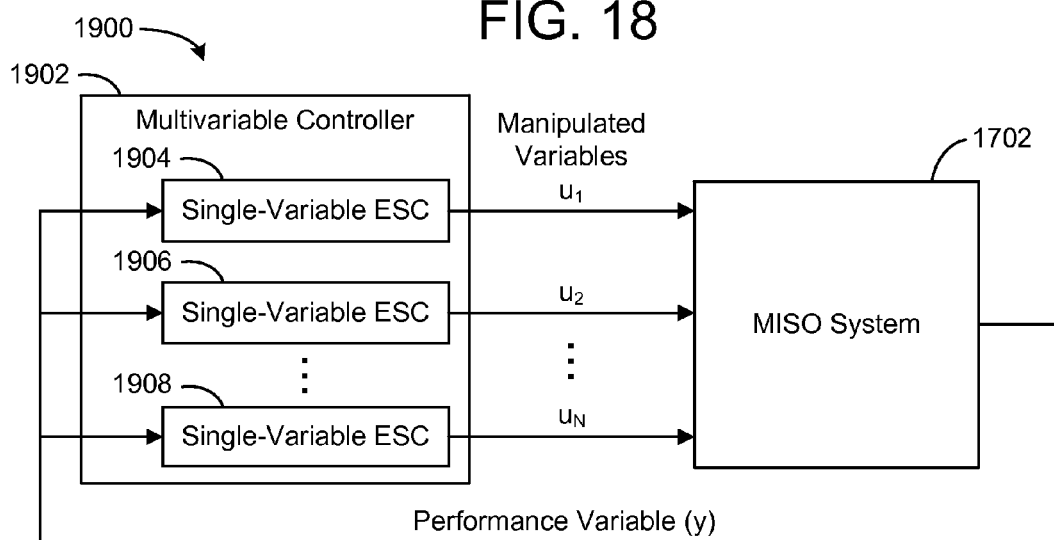 FIG. 18
1900
1902
Multivariable Controller
Manipulated
Variables
1702
1904
Single-Variable ESC
u1
1906
Single-Variable ESC
u2
MISO System
1908
Single-Variable ESC
uN
Performance Variable (y)